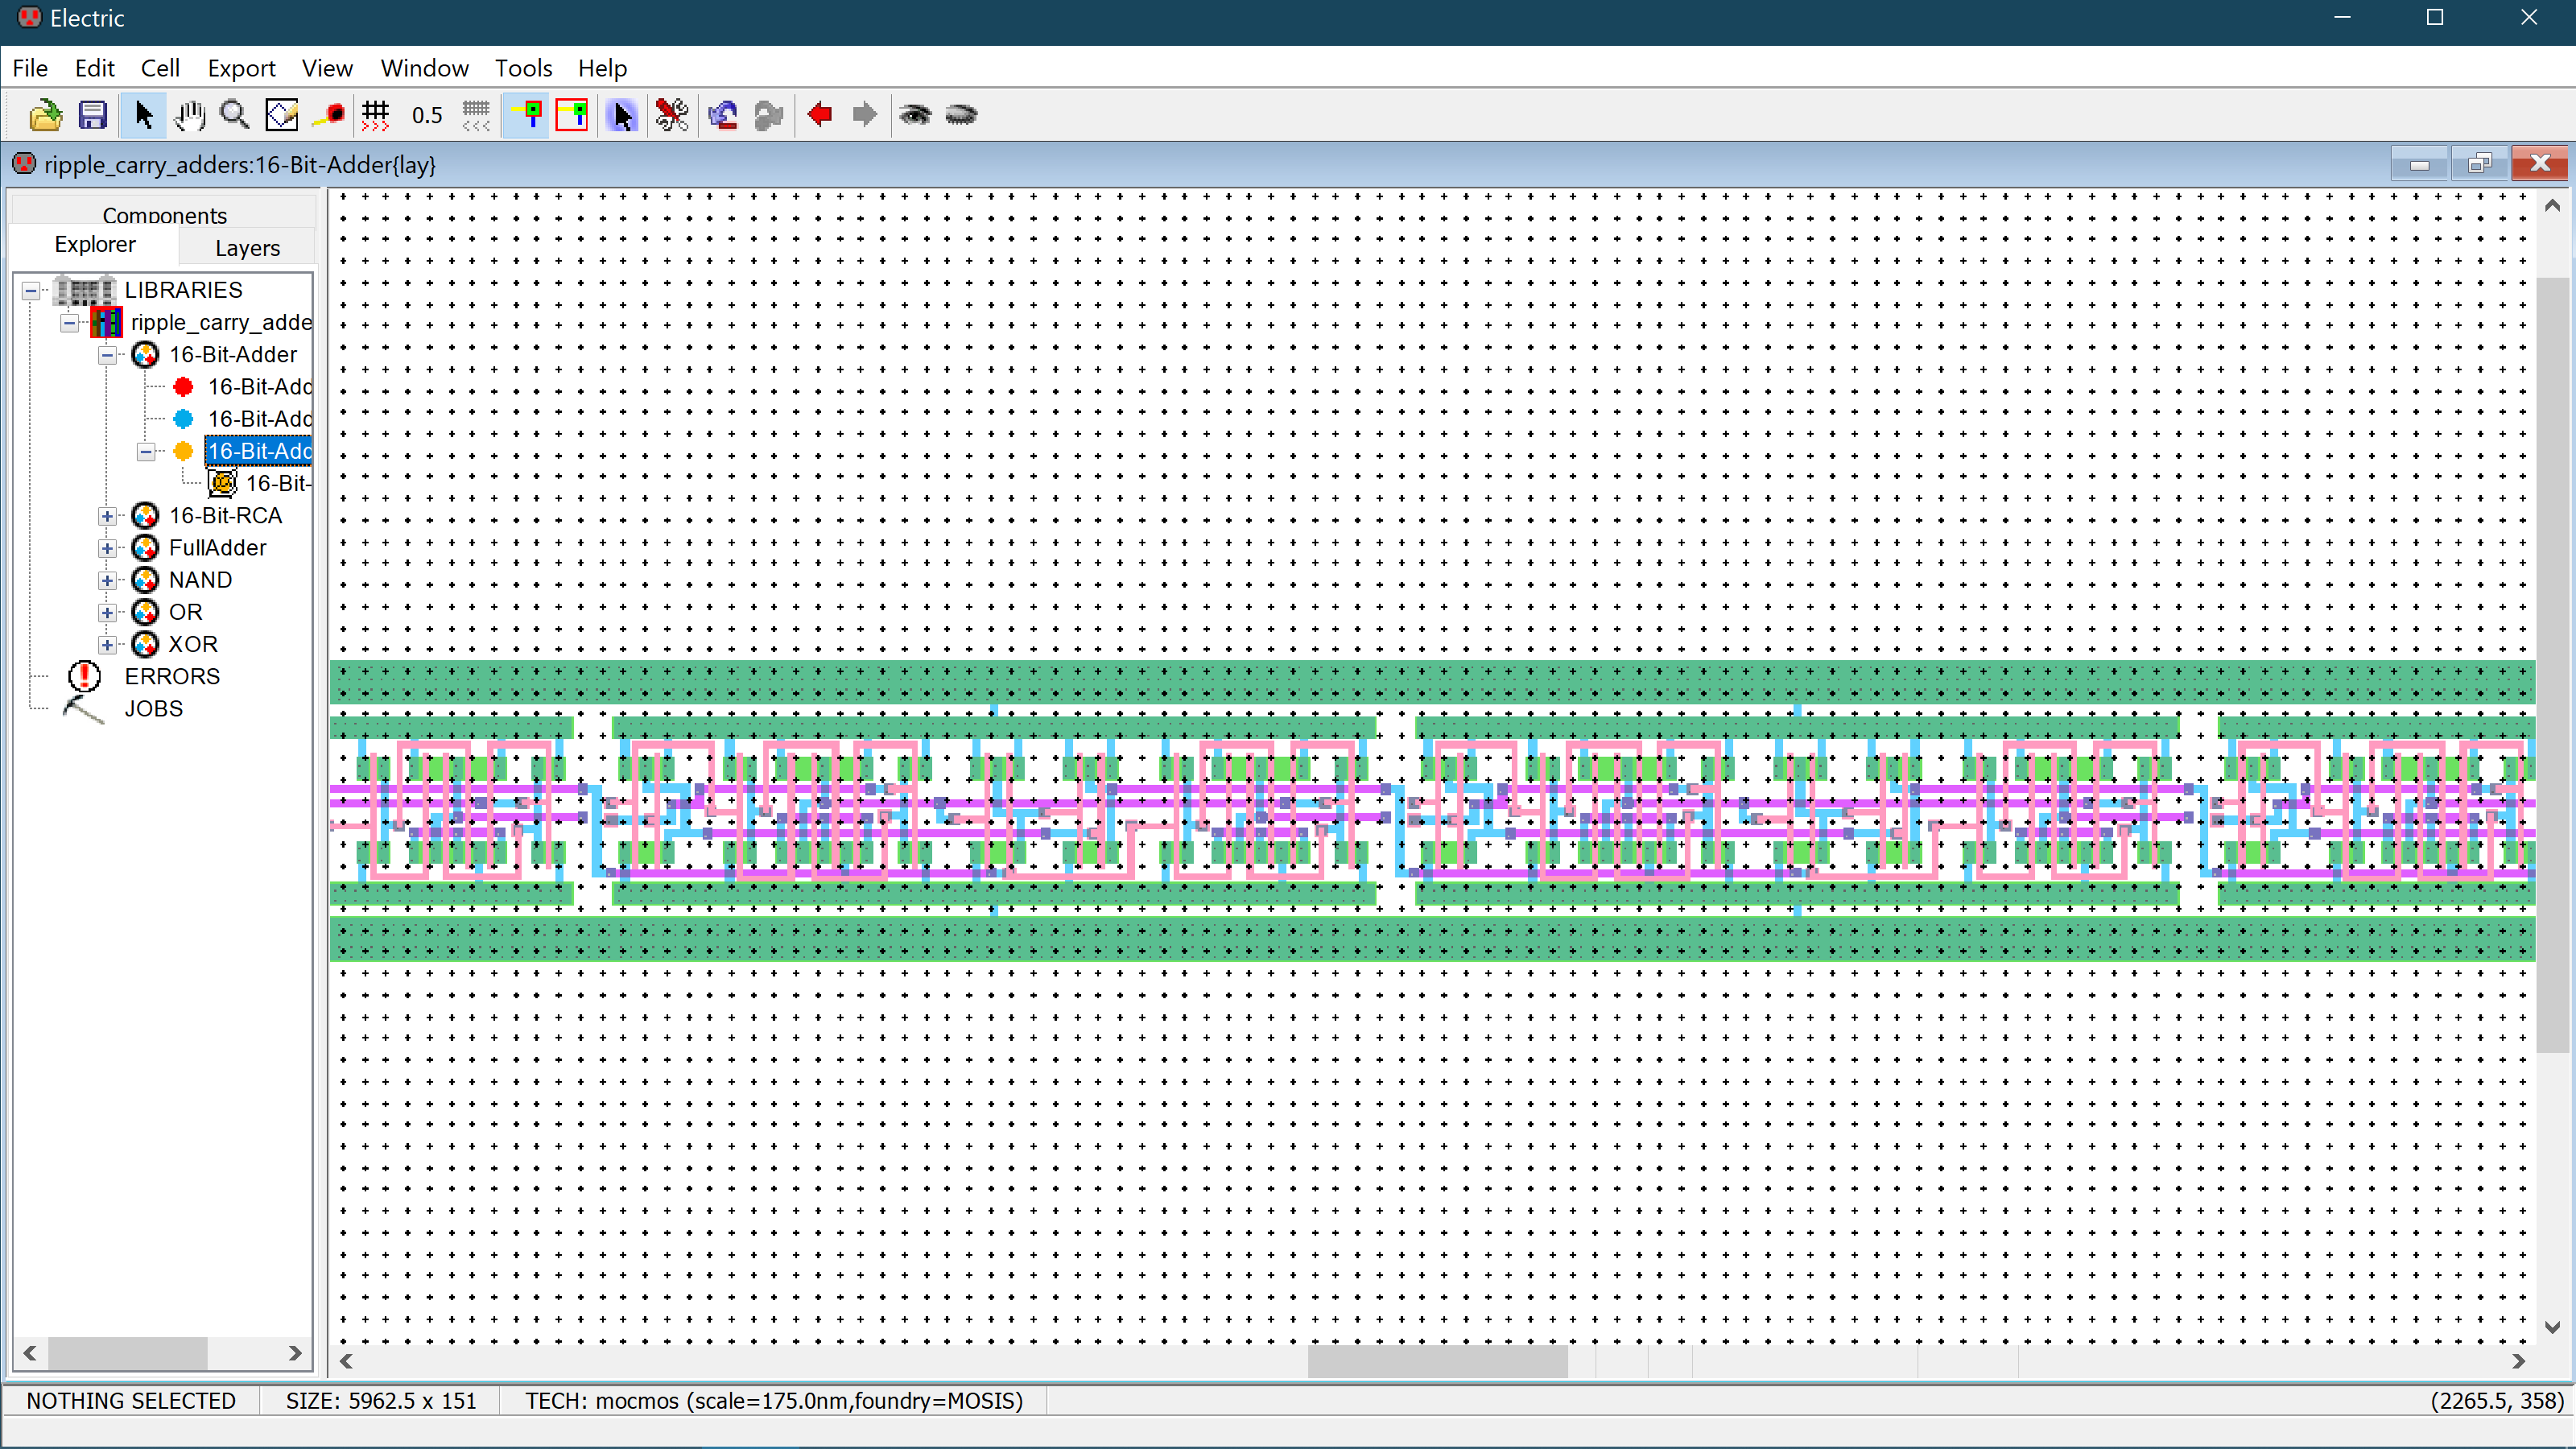 Electric
File Edit Cell Export View Window Tools Help
0.5
ripple_carry_adders:16-Bit-Adder{lay}
Components
Explorer Layers
LIBRARIES
ripple_carry_adde
16-Bit-Adder
16-Bit-Add
16-Bit-Add
16-Bit-Add
16-Bit-
16-Bit-RCA
FullAdder
NAND
OR
XOR
ERRORS
JOBS
NOTHING SELECTED SIZE: 5962.5 x 151 TECH: mocmos (scale=175.0nm,foundry=MOSIS) (2265.5, 358)